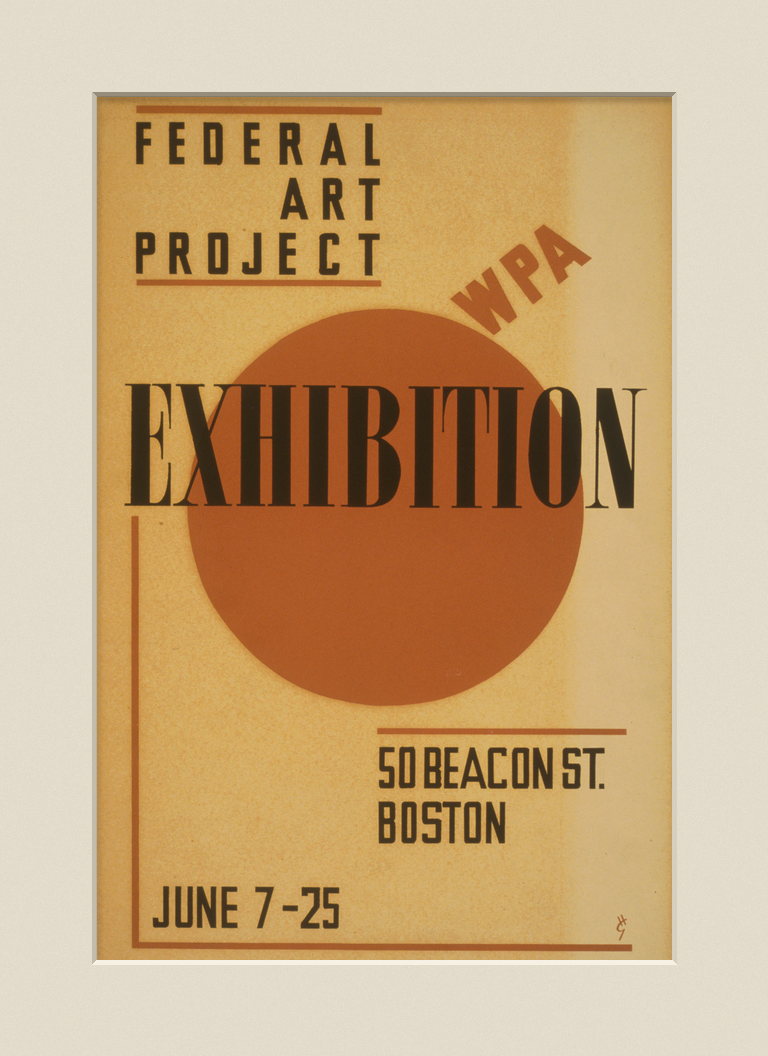 FEDERAL
ART
PROJECT
WPA
EXHIBITION
50 BEACON ST.
BOSTON
JUNE 7-25